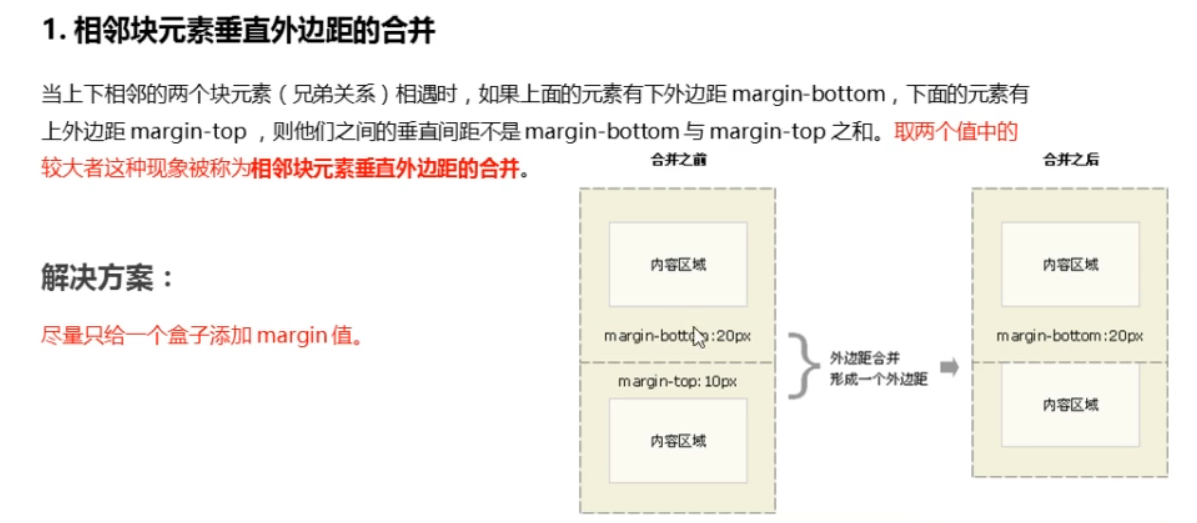 1. 相邻块元素垂直外边距的合并
当上下相邻的两个块元素（兄弟关系）相遇时，如果上面的元素有下外边距 margin-bottom，下面的元素有
上外边距 margin-top ，则他们之间的垂直间距不是 margin-bottom 与 margin-top 之和。取两个值中的
较大者这种现象被称为相邻块元素垂直外边距的合并。
解决方案：
尽量只给一个盒子添加 margin 值。
合并之前
内容区域
margin-bottom:20px
margin-top:10px
内容区域
外边距合并
形成一个外边距
合并之后
内容区域
margin-bottom:20px
内容区域